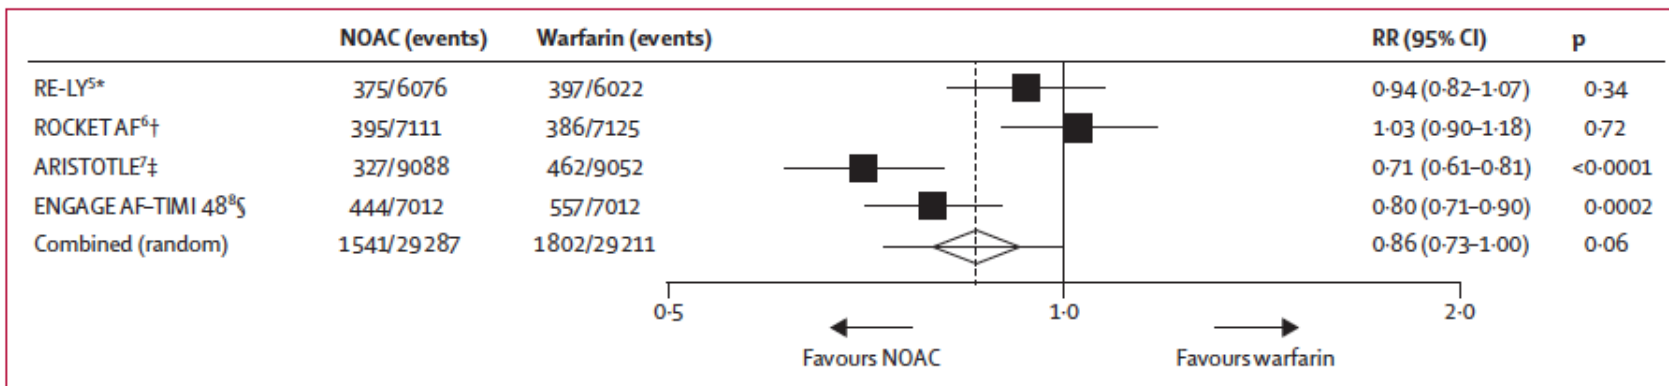 NOAC (events) Warfarin (events) RR (95% CI) p
RE-LY⁵* 375/6076 397/6022 0·94 (0·82–1·07) 0·34
ROCKET AF⁶† 395/7111 386/7125 1·03 (0·90–1·18) 0·72
ARISTOTLE⁷‡ 327/9088 462/9052 0·71 (0·61–0·81) <0·0001
ENGAGE AF–TIMI 48⁸§ 444/7012 557/7012 0·80 (0·71–0·90) 0·0002
Combined (random) 1541/29 287 1802/29 211 0·86 (0·73–1·00) 0·06
0·5 1·0 2·0
Favours NOAC Favours warfarin